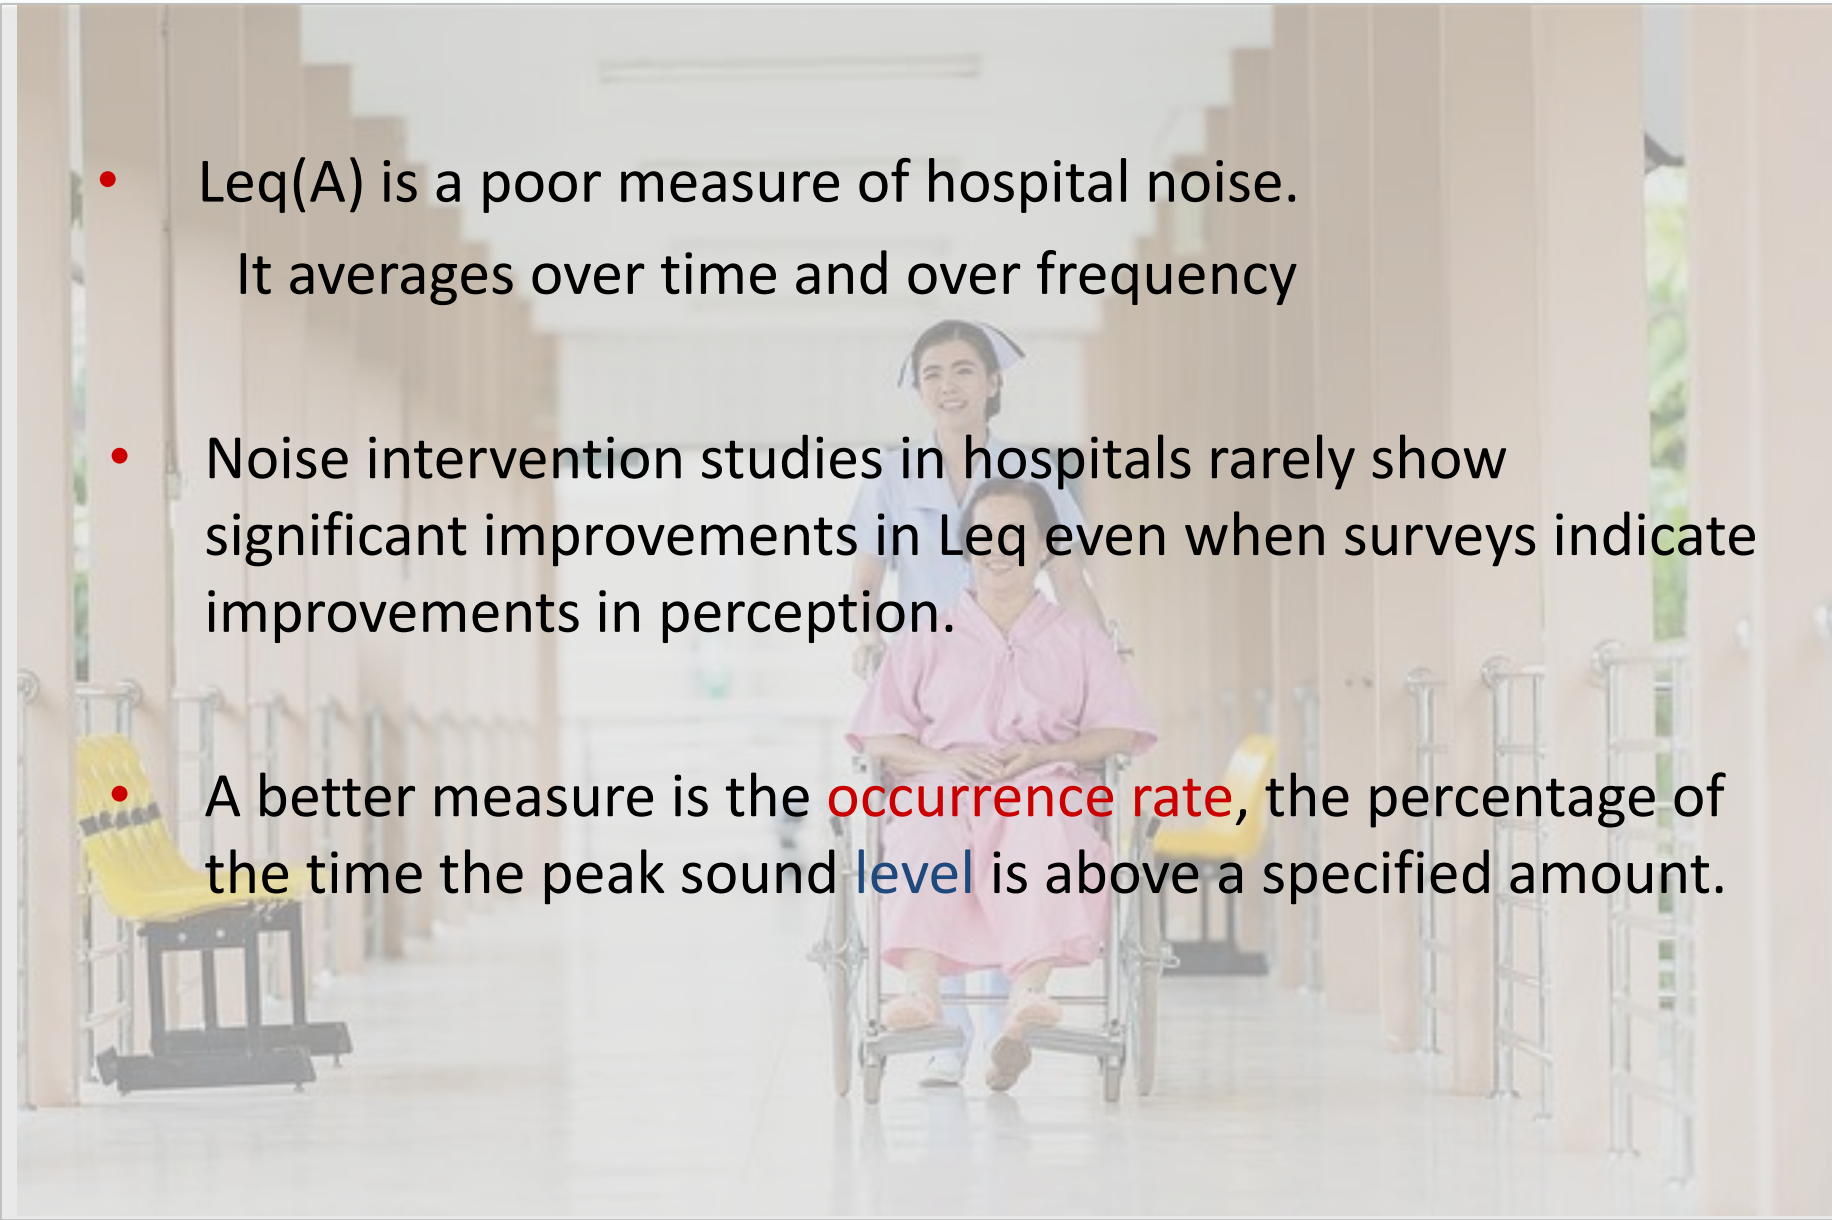 • Leq(A) is a poor measure of hospital noise.
It averages over time and over frequency
• Noise intervention studies in hospitals rarely show
significant improvements in Leq even when surveys indicate
improvements in perception.
• A better measure is the occurrence rate, the percentage of
the time the peak sound level is above a specified amount.